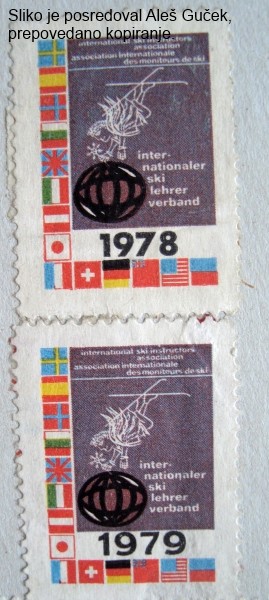 Sliko je posredoval Aleš Guček,
prepovedano kopiranje.
international ski instructors
association
association internationale
des moniteurs de ski
inter-
nationaler
ski
lehrer
verband
1978
international ski instructors
association
association internationale
des moniteurs de ski
inter-
nationaler
ski
lehrer
verband
1979